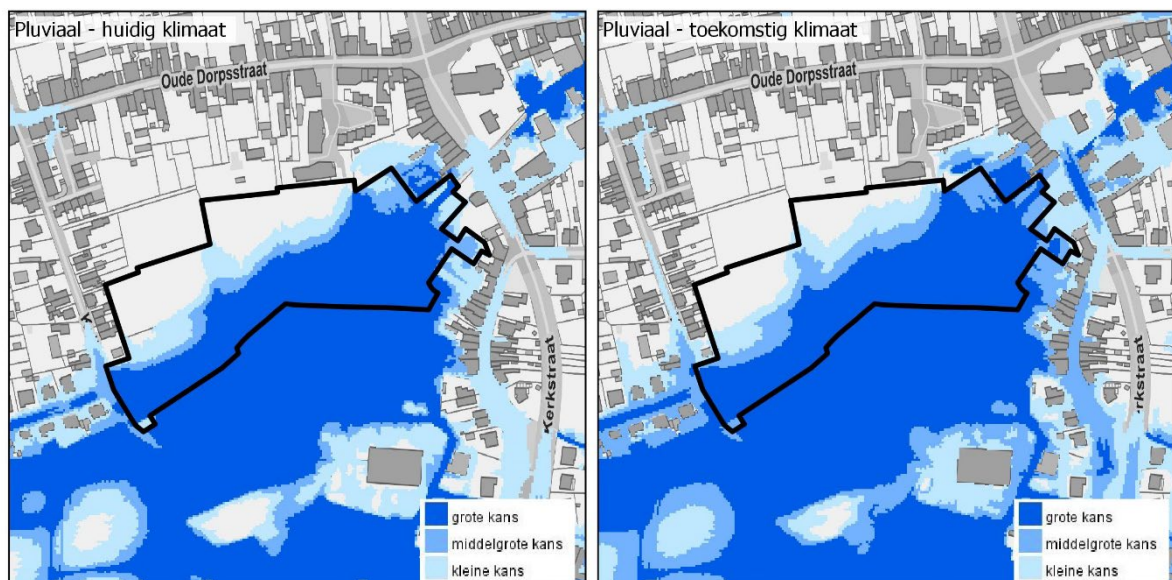 Pluviaal - huidig klimaat
Oude Dorpsstraat
K
Kerkstraat
grote kans
middelgrote kans
kleine kans
Pluviaal - toekomstig klimaat
Oude Dorpsstraat
rkstraat
grote kans
middelgrote kans
kleine kans